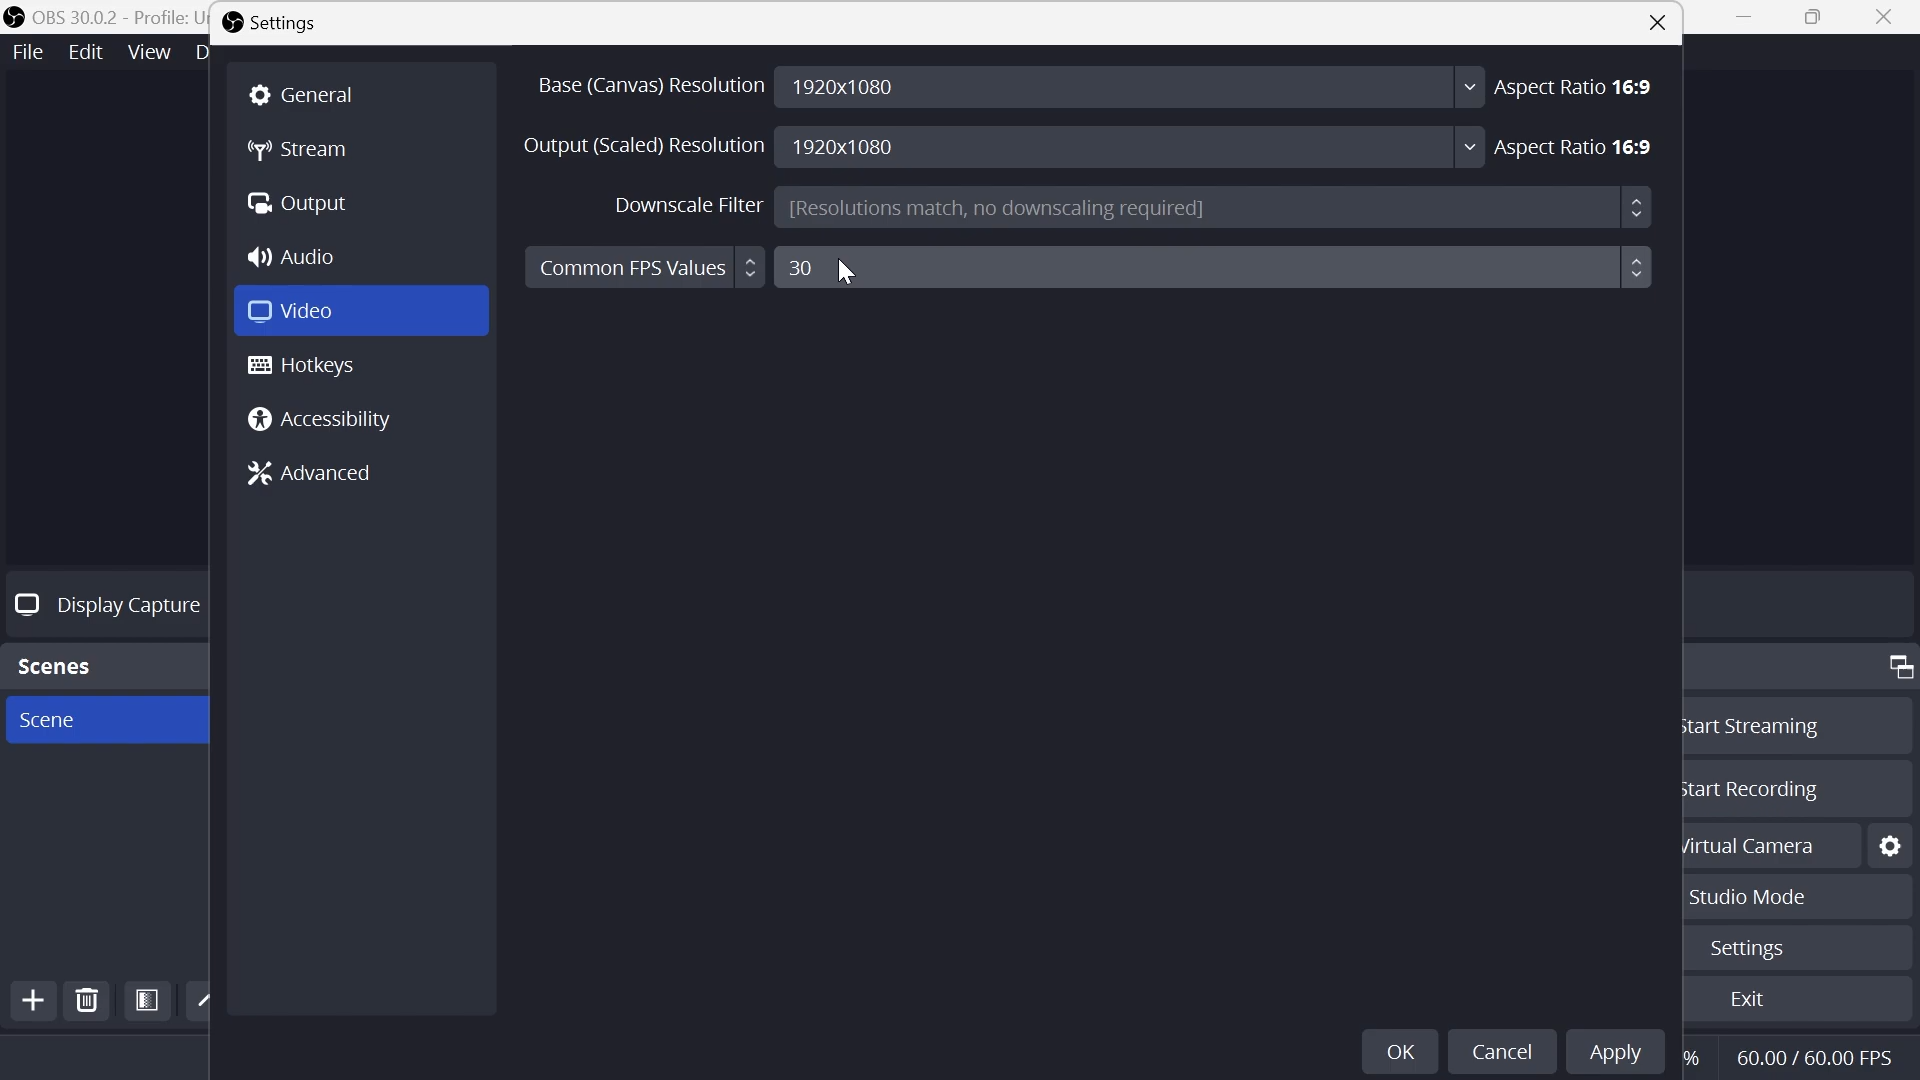 OBS 30.0.2 - Profile:
Settings
File Edit View
General
Stream
Output
Audio
Video
Hotkeys
Accessibility
Advanced
Base (Canvas) Resolution 1920x1080 Aspect Ratio 16:9
Output (Scaled) Resolution 1920x1080 Aspect Ratio 16:9
Downscale Filter [Resolutions match, no downscaling required]
Common FPS Values 30
Display Capture
Scenes
Scene
Start Streaming
Start Recording
Virtual Camera
Studio Mode
Settings
Exit
OK Cancel Apply
% 60.00 / 60.00 FPS